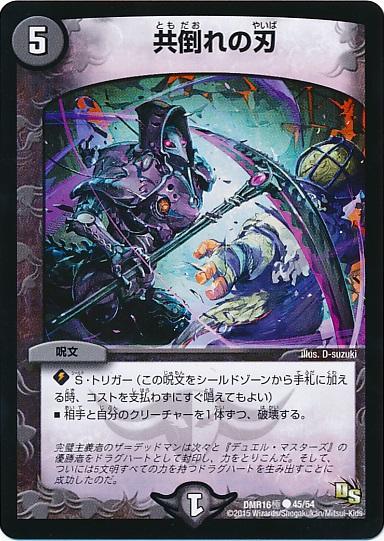 5
ともだお やいば
共倒れの刃
呪文
illus. D-suzuki
S・トリガー（この呪文をシールドゾーンから手札に加え
る時、コストを支払わずにすぐ唱えてもよい）
■ 相手と自分のクリーチャーを1体ずつ、破壊する。
完璧主義者のザ=デッドマンは次々と『デュエル・マスターズ』の
優勝者をドラグハートとして封印し、力をとりこんだ。そし
て、ついには5文明すべての力を持つドラグハートを生み出すことに
成功したのだ。
1
DS
DMR16極 ●45/54
©2015 Wizards/Shogakukan/Mitsui-Kids